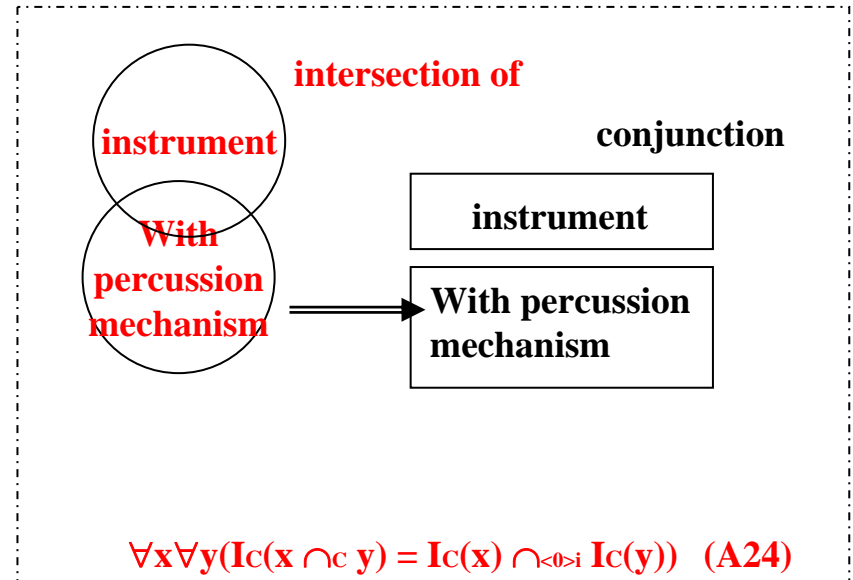 intersection of
instrument
With
percussion
mechanism
conjunction
instrument
With percussion
mechanism
∀x∀y(Ic(x ∩c y) = Ic(x) ∩<0>i Ic(y)) (A24)